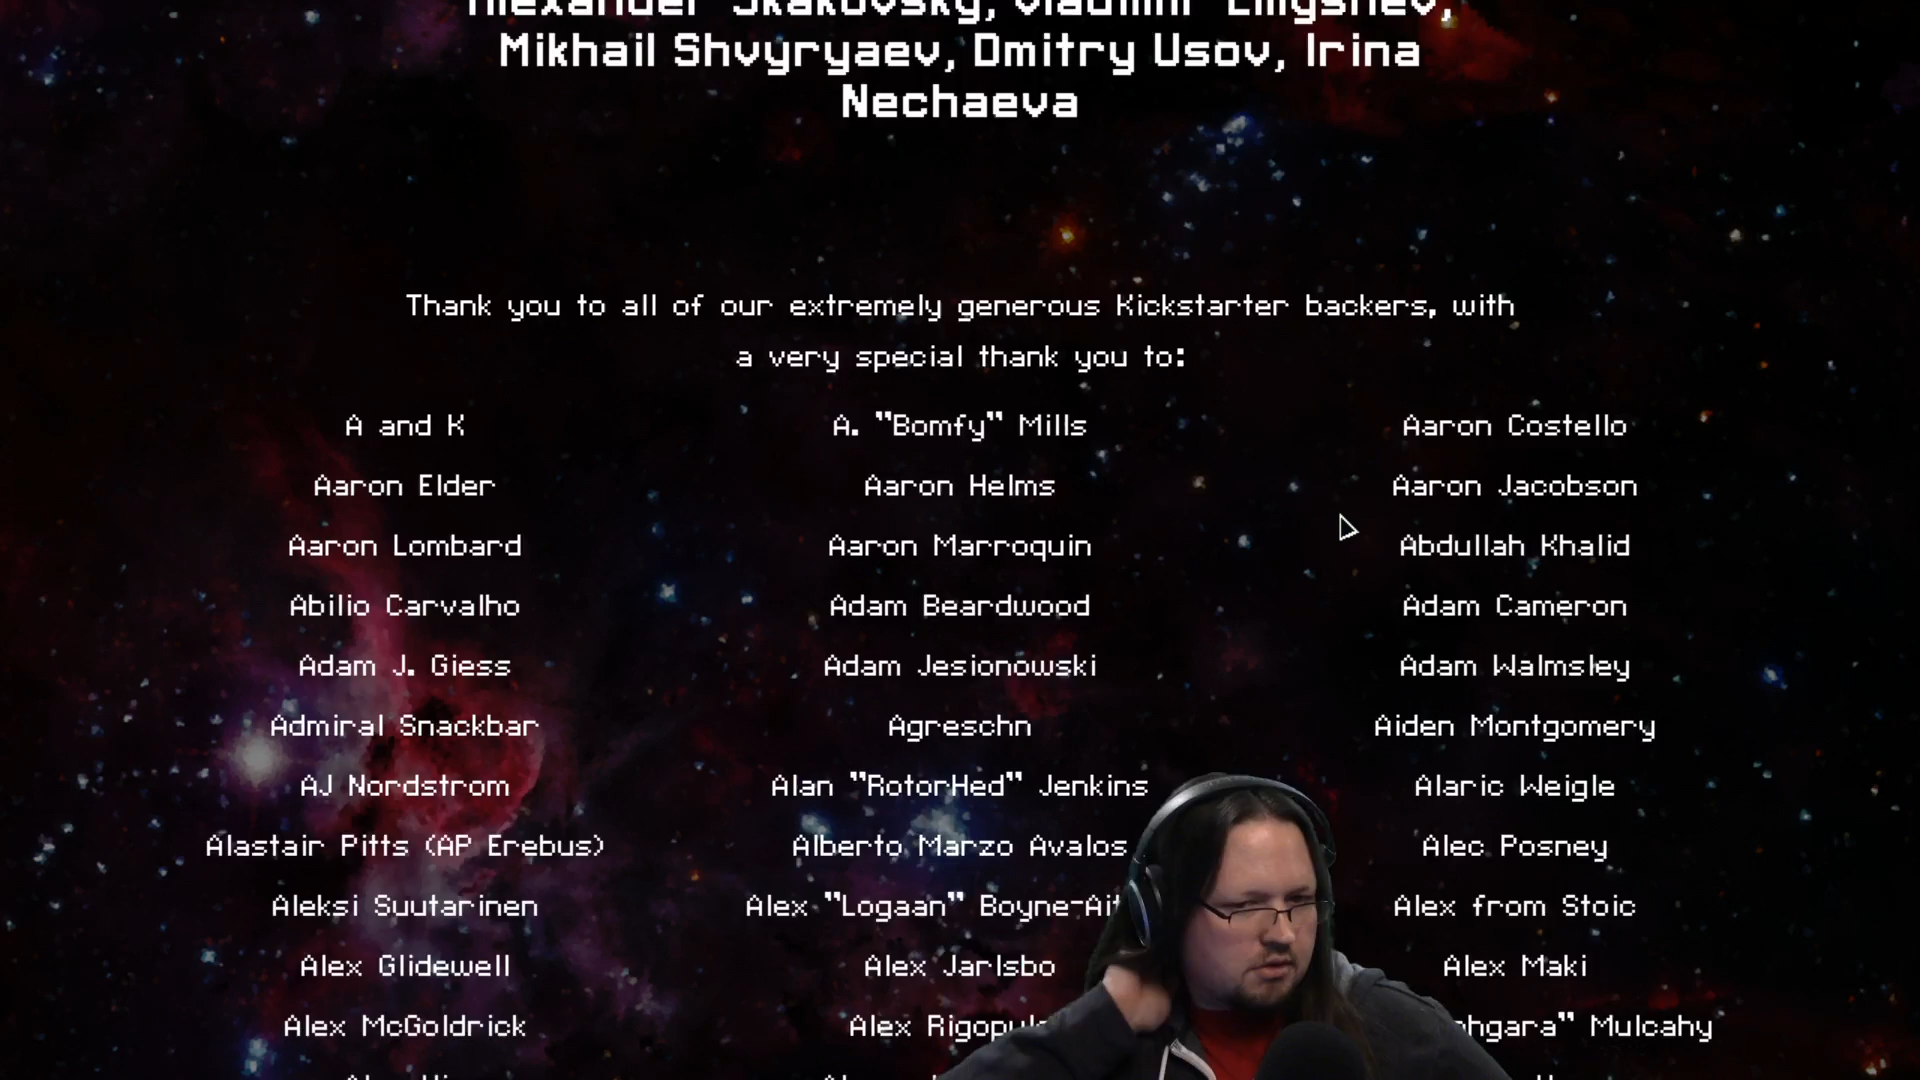 Mikhail Shvyryaev, Dmitry Usov, Irina
Nechaeva
Thank you to all of our extremely generous Kickstarter backers, with
a very special thank you to:
A and K A. "Bomfy" Mills Aaron Costello
Aaron Elder Aaron Helms Aaron Jacobson
Aaron Lombard Aaron Marroquin Abdullah Khalid
Abilio Carvalho Adam Beardwood Adam Cameron
Adam J. Giess Adam Jesionowski Adam Walmsley
Admiral Snackbar Agreschn Aiden Montgomery
AJ Nordstrom Alan "RotorHed" Jenkins Alaric Weigle
Alastair Pitts (AP Erebus) Alberto Marzo Avalos Alec Posney
Aleksi Suutarinen Alex "Logaan" Alex from Stoic
Alex Glidewell Alex Jarlsbo Alex Maki
Alex McGoldrick Alex Mulcahy